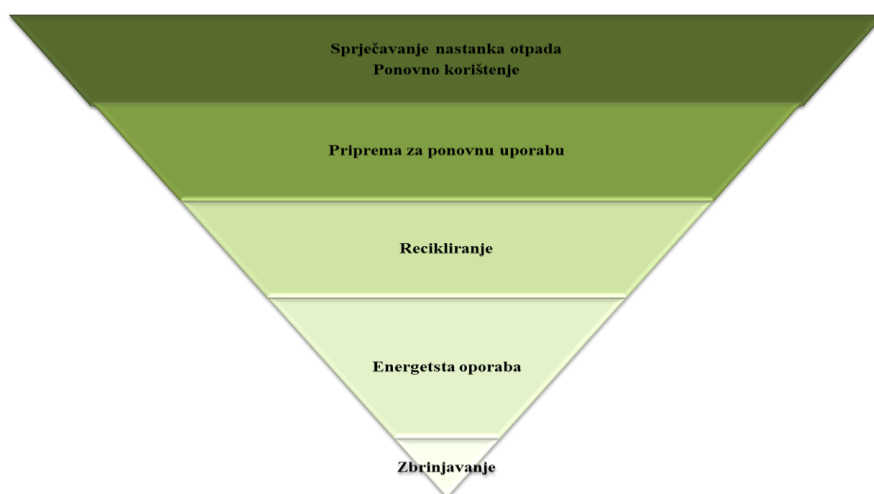 Sprječavanje nastanka otpada
Ponovno korištenje
Priprema za ponovnu uporabu
Recikliranje
Energetsta oporaba
Zbrinjavanje